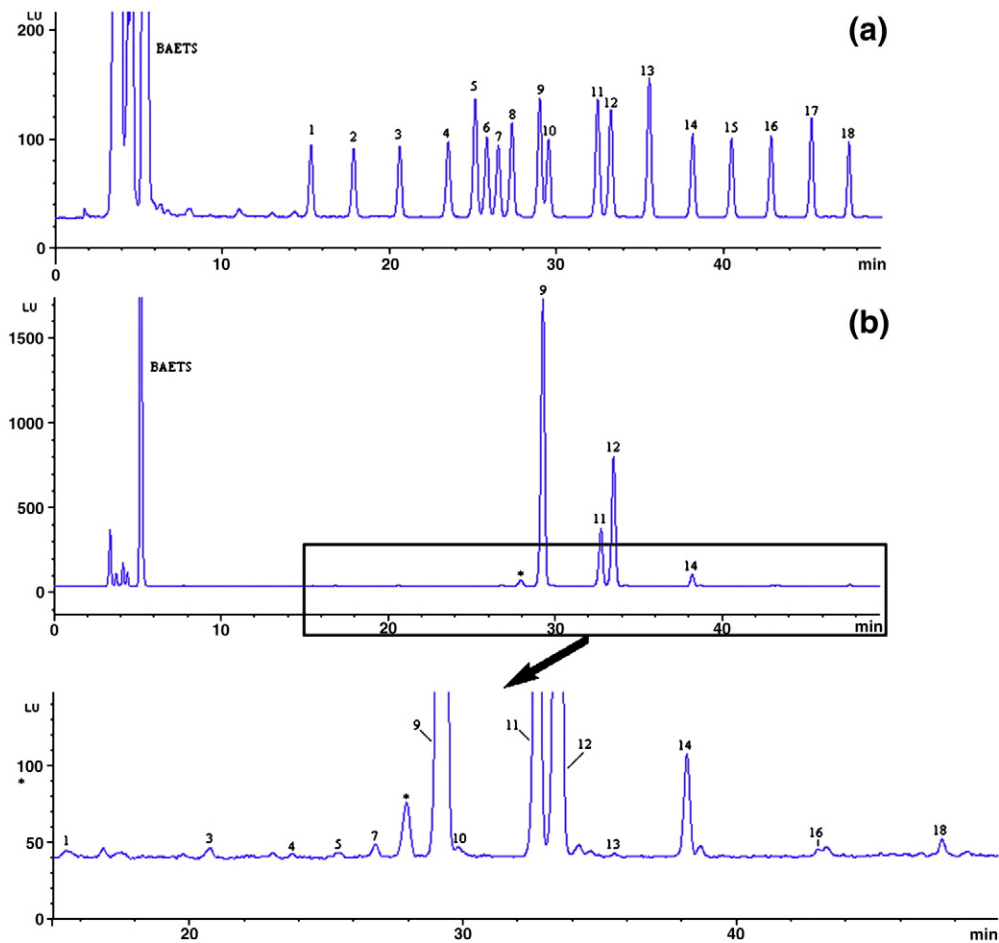 LU
(a)
200
100
0
BAETS
1 2 3 4 5 6 7 8 9 10 11 12 13 14 15 16 17 18
0 10 20 30 40 min
LU
(b)
1500
1000
500
0
BAETS
* 9 11 12 14
0 10 20 30 40 min
LU
100
*
50
0
1 3 4 5 7 * 9 10 11 12 13 14 16 18
20 30 40 min